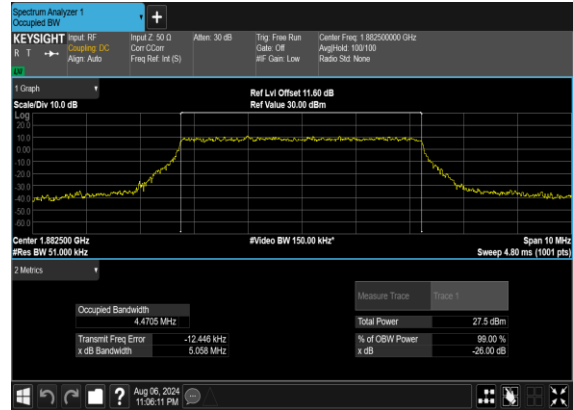 Spectrum Analyzer 1
Occupied BW
+
KEYSIGHT Input: RF Input Z: 50 Ω Atten: 30 dB Trig: Free Run Center Freq: 1.882500000 GHz
R T Coupling: DC Corr CCorr Gate: Off Avg|Hold: 100/100
Align: Auto Freq Ref: Int (S) #IF Gain: Low Radio Std: None
LW
1 Graph
Ref Lvl Offset 11.60 dB
Scale/Div 10.0 dB Ref Value 30.00 dBm
Log
20.0
10.0
0.00
-10.0
-20.0
-30.0
-40.0
-50.0
-60.0
Center 1.882500 GHz #Video BW 150.00 kHz* Span 10 MHz
#Res BW 51.000 kHz Sweep 4.80 ms (1001 pts)
2 Metrics
Measure Trace Trace 1
Occupied Bandwidth
4.4705 MHz Total Power 27.5 dBm
Transmit Freq Error -12.446 kHz % of OBW Power 99.00 %
x dB Bandwidth 5.058 MHz x dB -26.00 dB
? Aug 06, 2024
11:06:11 PM